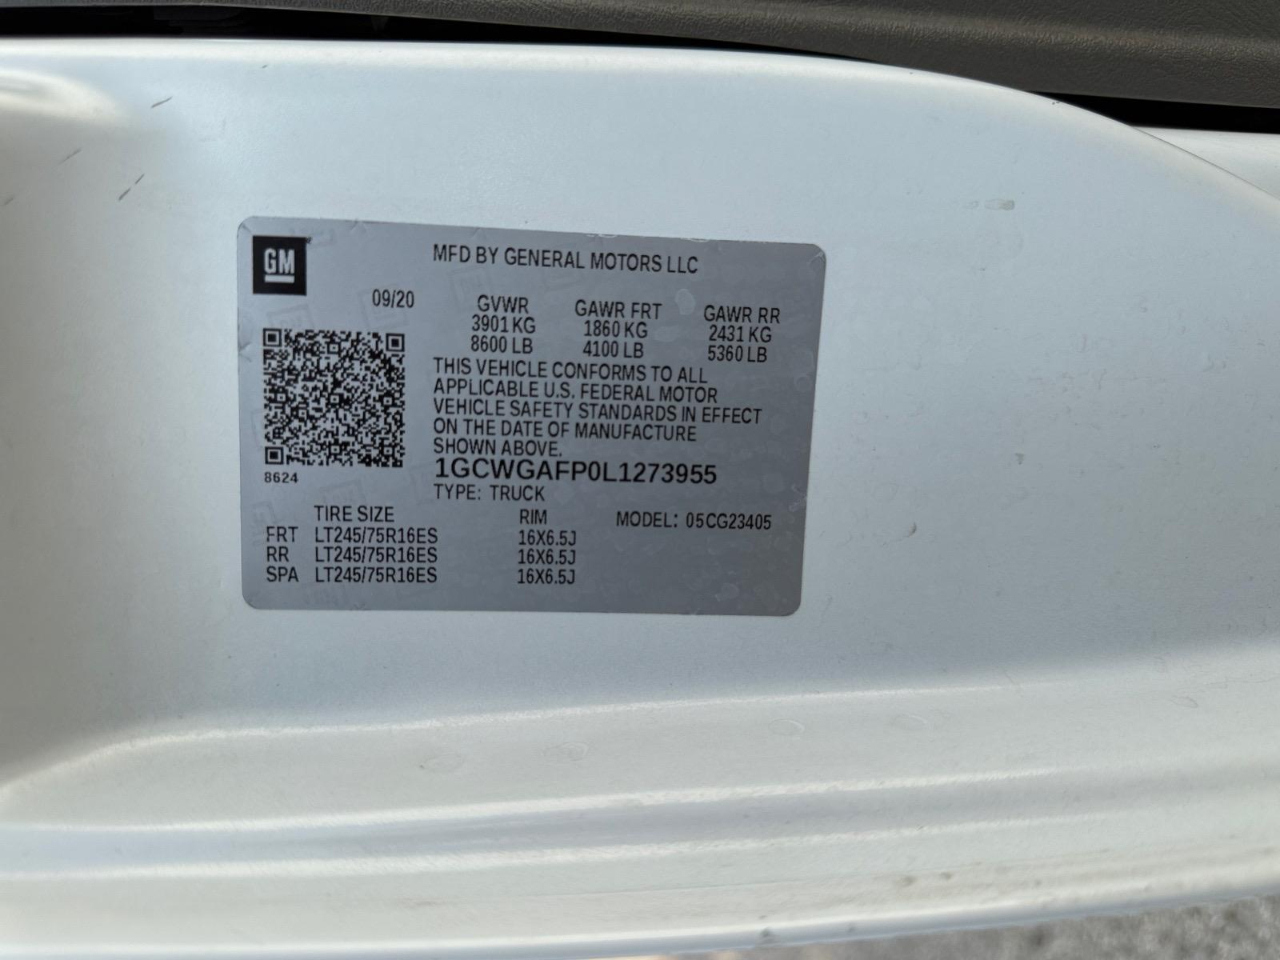 GM
MFD BY GENERAL MOTORS LLC
09/20
GVWR GAWR FRT GAWR RR
3901 KG 1860 KG 2431 KG
8600 LB 4100 LB 5360 LB
THIS VEHICLE CONFORMS TO ALL
APPLICABLE U.S. FEDERAL MOTOR
VEHICLE SAFETY STANDARDS IN EFFECT
ON THE DATE OF MANUFACTURE
SHOWN ABOVE.
8624
1GCWGAFP0L1273955
TYPE: TRUCK
TIRE SIZE RIM MODEL: 05CG23405
FRT LT245/75R16ES 16X6.5J
RR LT245/75R16ES 16X6.5J
SPA LT245/75R16ES 16X6.5J